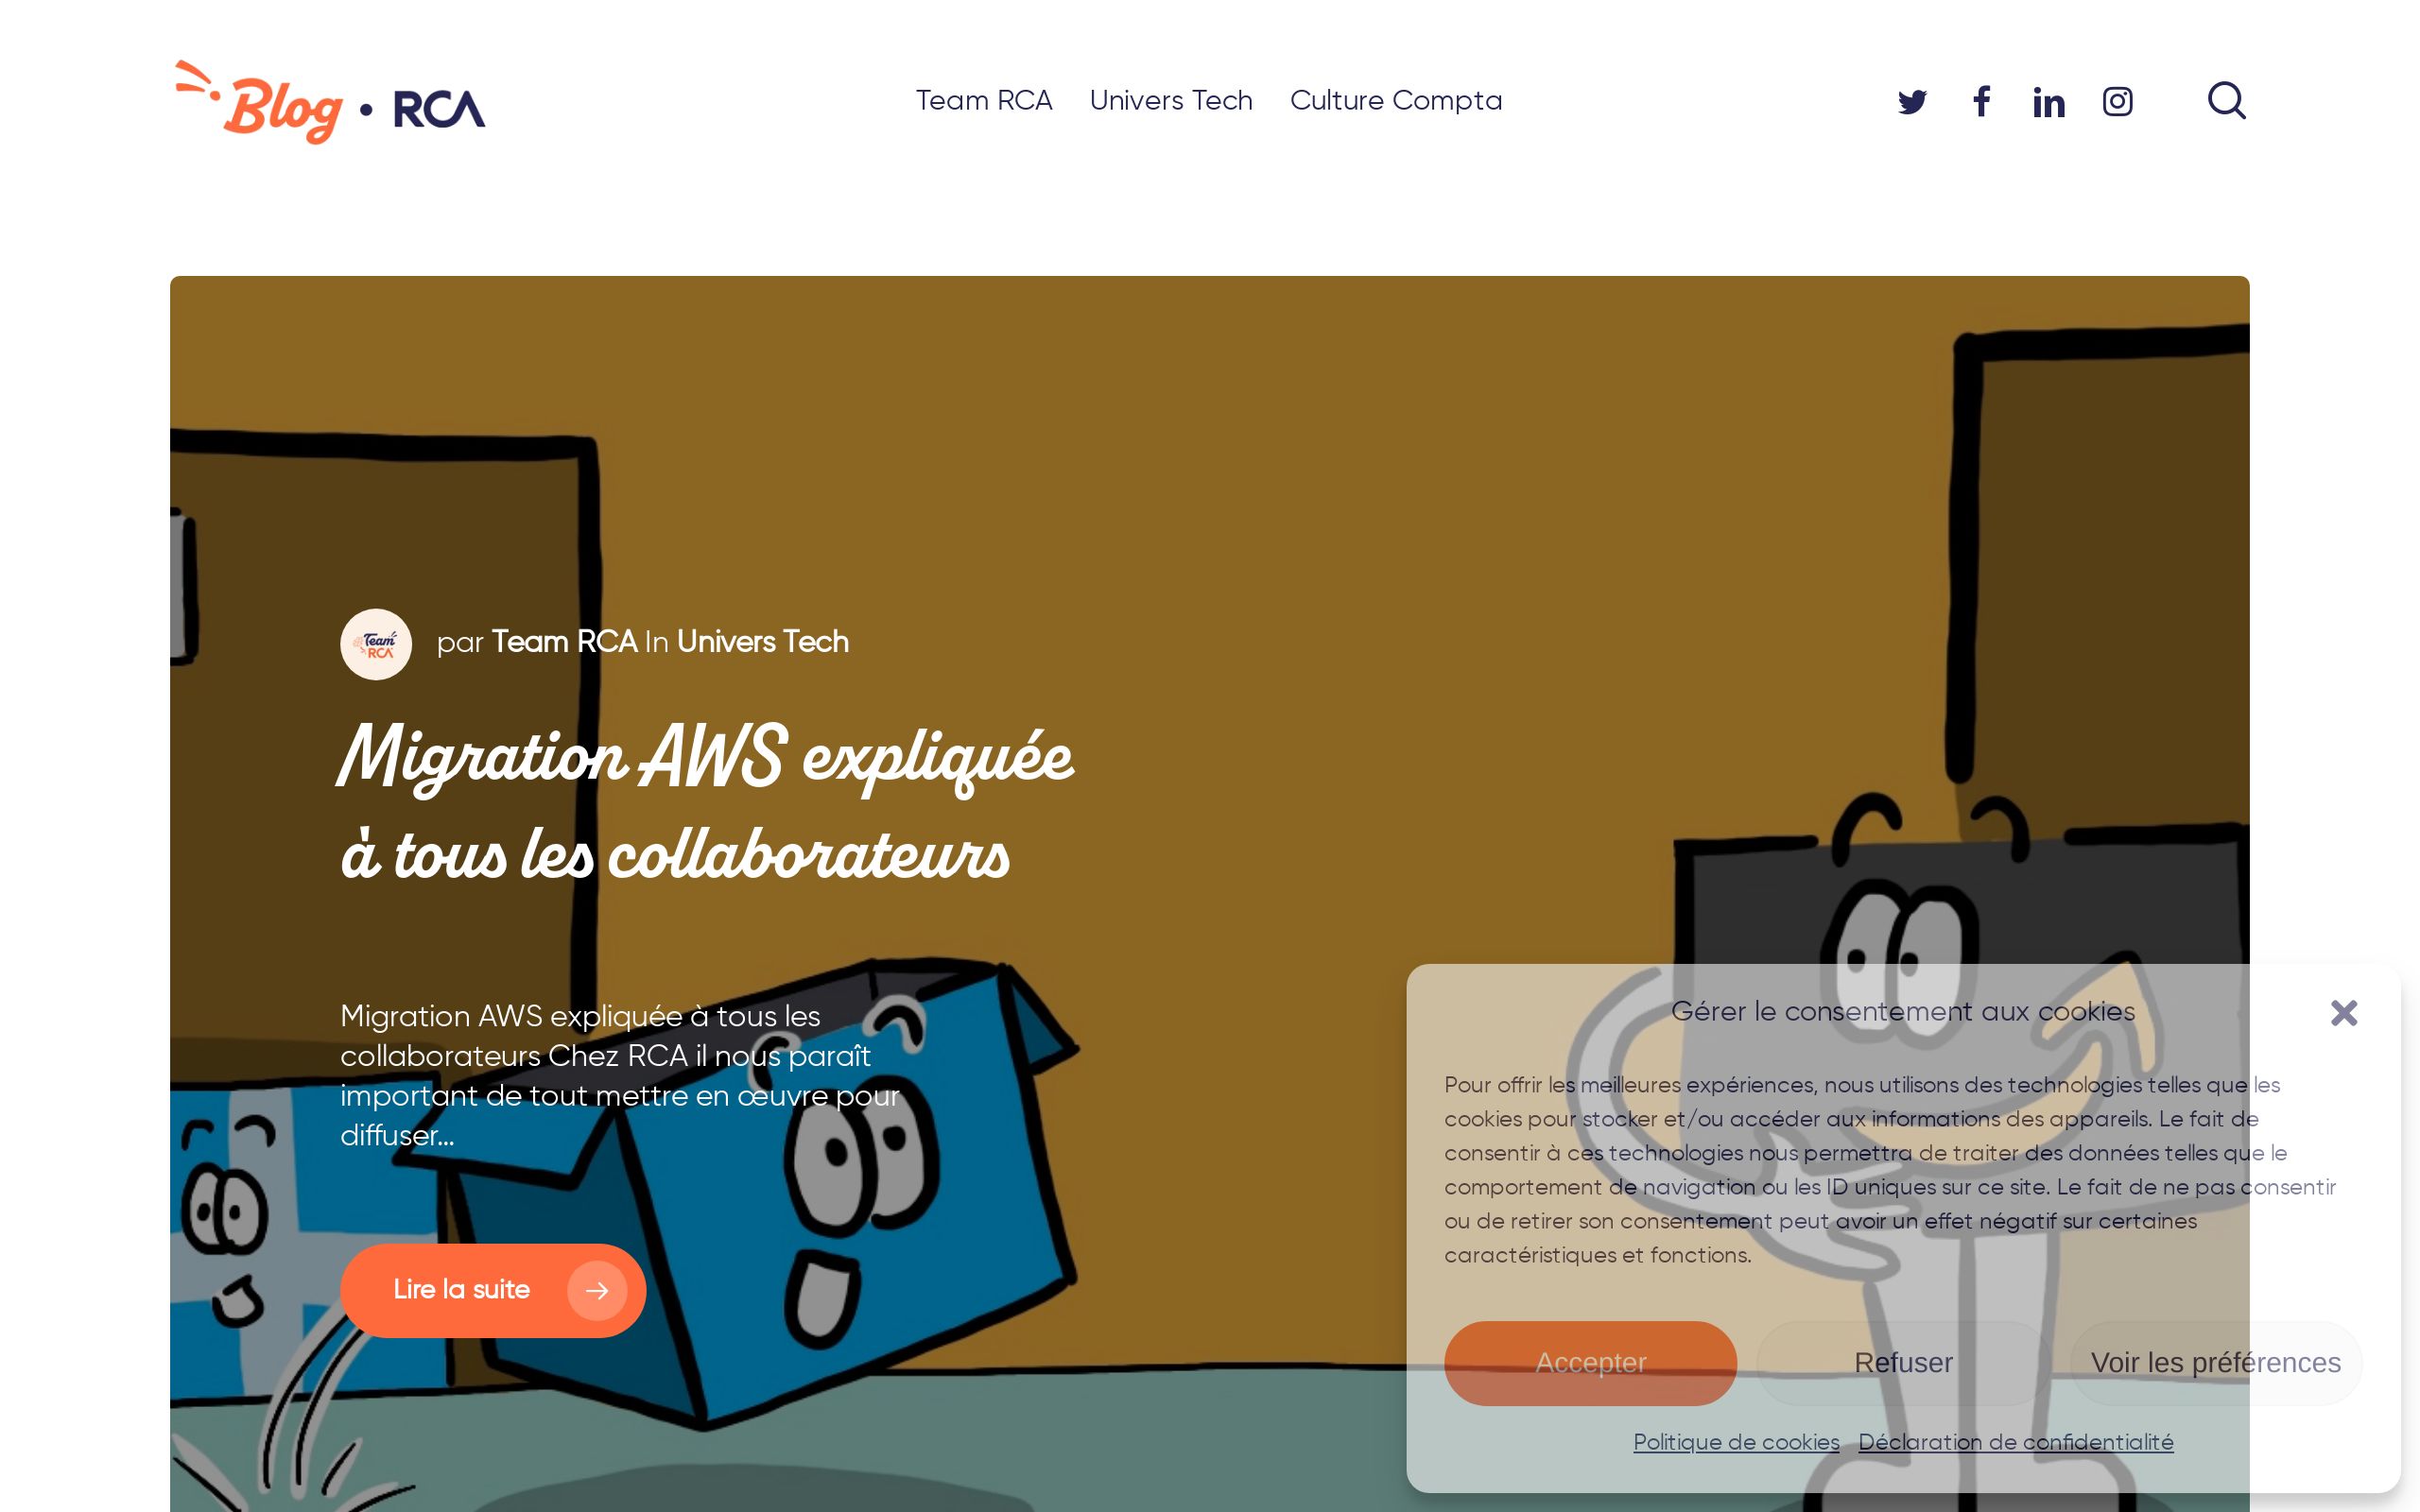 Blog • RCA
Team RCA
Univers Tech
Culture Compta
Team RCA
par Team RCA In Univers Tech
Migration AWS expliquée
à tous les collaborateurs
Migration AWS expliquée à tous les
collaborateurs Chez RCA il nous paraît
important de tout mettre en œuvre pour
diffuser...
Lire la suite
Gérer le consentement aux cookies
Pour offrir les meilleures expériences, nous utilisons des technologies telles que les
cookies pour stocker et/ou accéder aux informations des appareils. Le fait de
consentir à ces technologies nous permettra de traiter des données telles que le
comportement de navigation ou les ID uniques sur ce site. Le fait de ne pas consentir
ou de retirer son consentement peut avoir un effet négatif sur certaines
caractéristiques et fonctions.
Accepter
Refuser
Voir les préférences
Politique de cookies
Déclaration de confidentialité